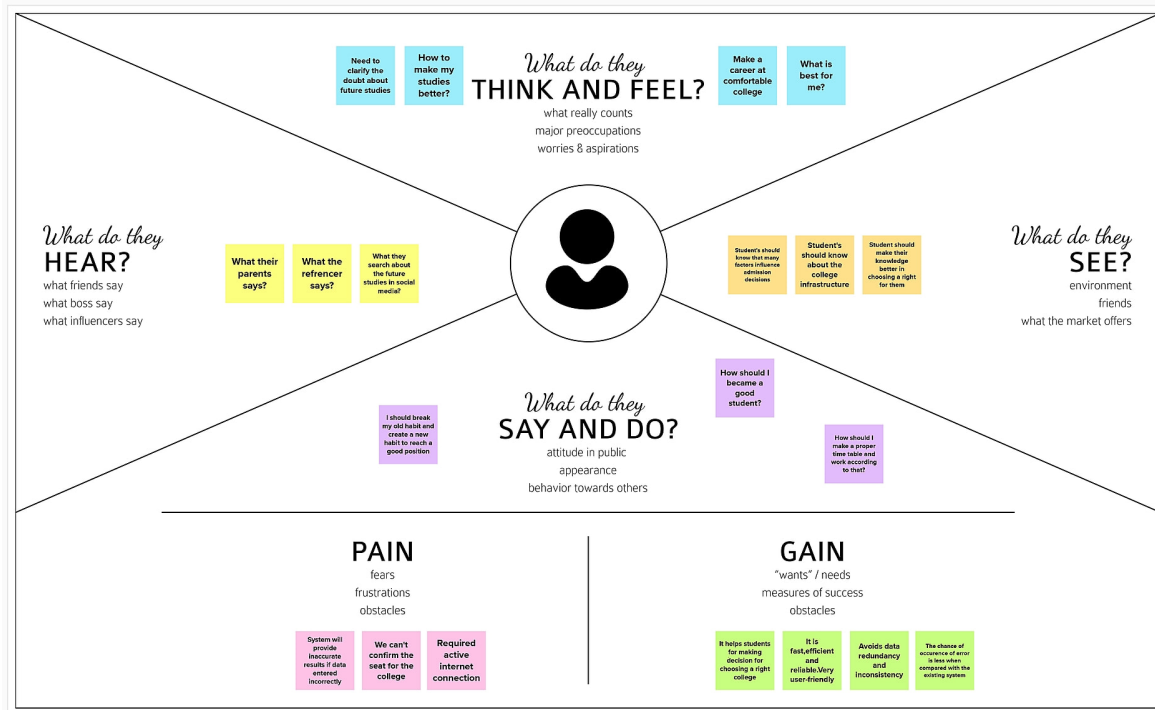 Need to
clarify the
doubt about
future studies
How to
make my
studies
better?
What do they
THINK AND FEEL?
what really counts
major preoccupations
worries & aspirations
Make a
career at
comfortable
college
What is
best for
me?
What do they
HEAR?
what friends say
what boss say
what influencers say
What their
parents
says?
What the
refrencer
says?
What they
search about
the future
studies in social
media?
Student's should
know that many
factors influence
admission
decisions
Student's
should know
about the
college
infrastructure
Student should
make their
knowledge
better in
choosing a right
for them
What do they
SEE?
environment
friends
what the market offers
I should break
my old habit and
create a new
habit to reach a
good position
What do they
SAY AND DO?
attitude in public
appearance
behavior towards others
How should I
became a
good
student?
How should I
make a proper
time table and
work according
to that?
PAIN
fears
frustrations
obstacles
System will
provide
inaccurate
results if data
entered
incorrectly
We can't
confirm the
seat for the
college
Required
active
internet
connection
GAIN
"wants" / needs
measures of success
obstacles
It helps students
for making
decision for
choosing a right
college
It is
fast,efficient
and
reliable.Very
user-friendly
Avoids data
redundancy
and
inconsistency
The chance of
occurence of error
is less when
compared with the
existing system